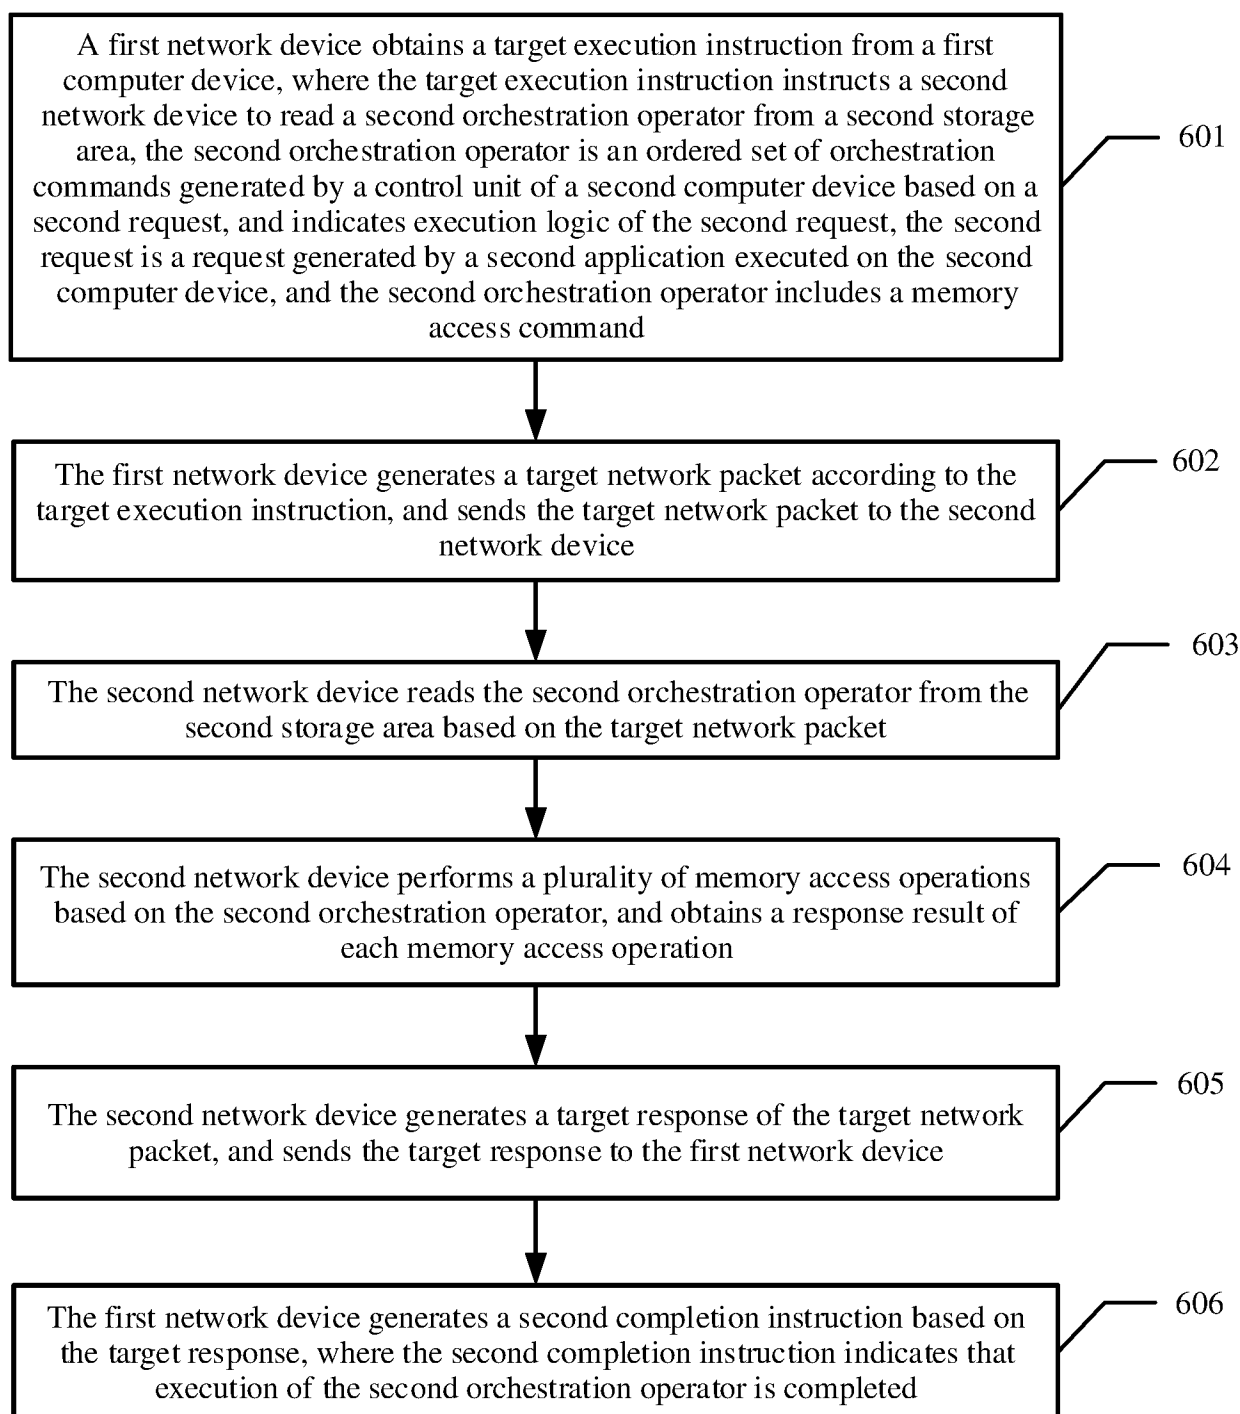 A first network device obtains a target execution instruction from a first
computer device, where the target execution instruction instructs a second
network device to read a second orchestration operator from a second storage
area, the second orchestration operator is an ordered set of orchestration
commands generated by a control unit of a second computer device based on a
second request, and indicates execution logic of the second request, the second
request is a request generated by a second application executed on the second
computer device, and the second orchestration operator includes a memory
access command
601
The first network device generates a target network packet according to the
target execution instruction, and sends the target network packet to the second
network device
602
The second network device reads the second orchestration operator from the
second storage area based on the target network packet
603
The second network device performs a plurality of memory access operations
based on the second orchestration operator, and obtains a response result of
each memory access operation
604
The second network device generates a target response of the target network
packet, and sends the target response to the first network device
605
The first network device generates a second completion instruction based on
the target response, where the second completion instruction indicates that
execution of the second orchestration operator is completed
606